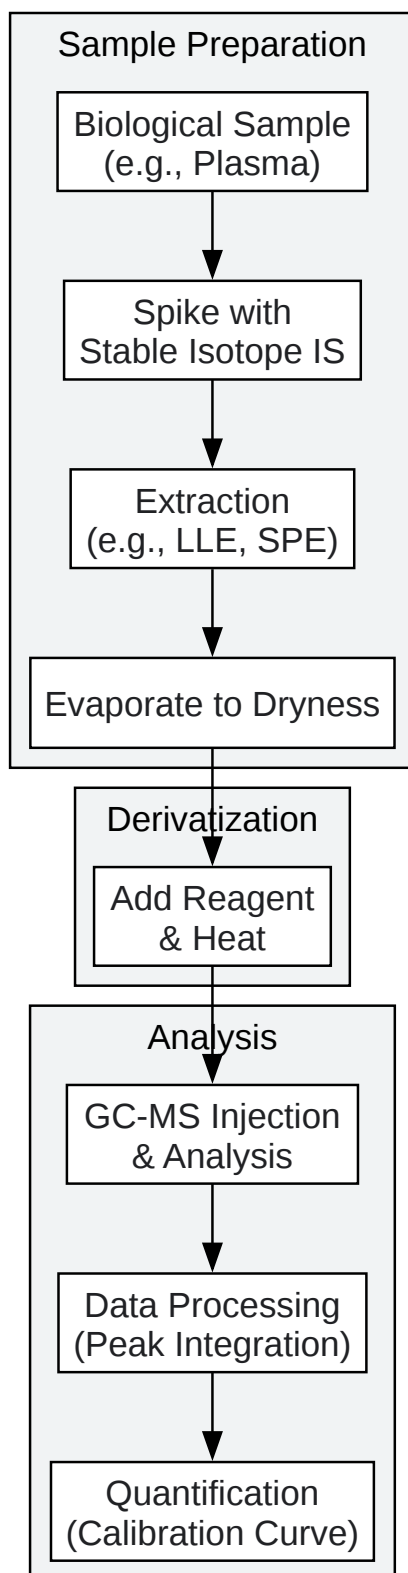 Sample Preparation
Biological Sample
(e.g., Plasma)
Spike with
Stable Isotope IS
Extraction
(e.g., LLE, SPE)
Evaporate to Dryness
Derivatization
Add Reagent
& Heat
Analysis
GC-MS Injection
& Analysis
Data Processing
(Peak Integration)
Quantification
(Calibration Curve)